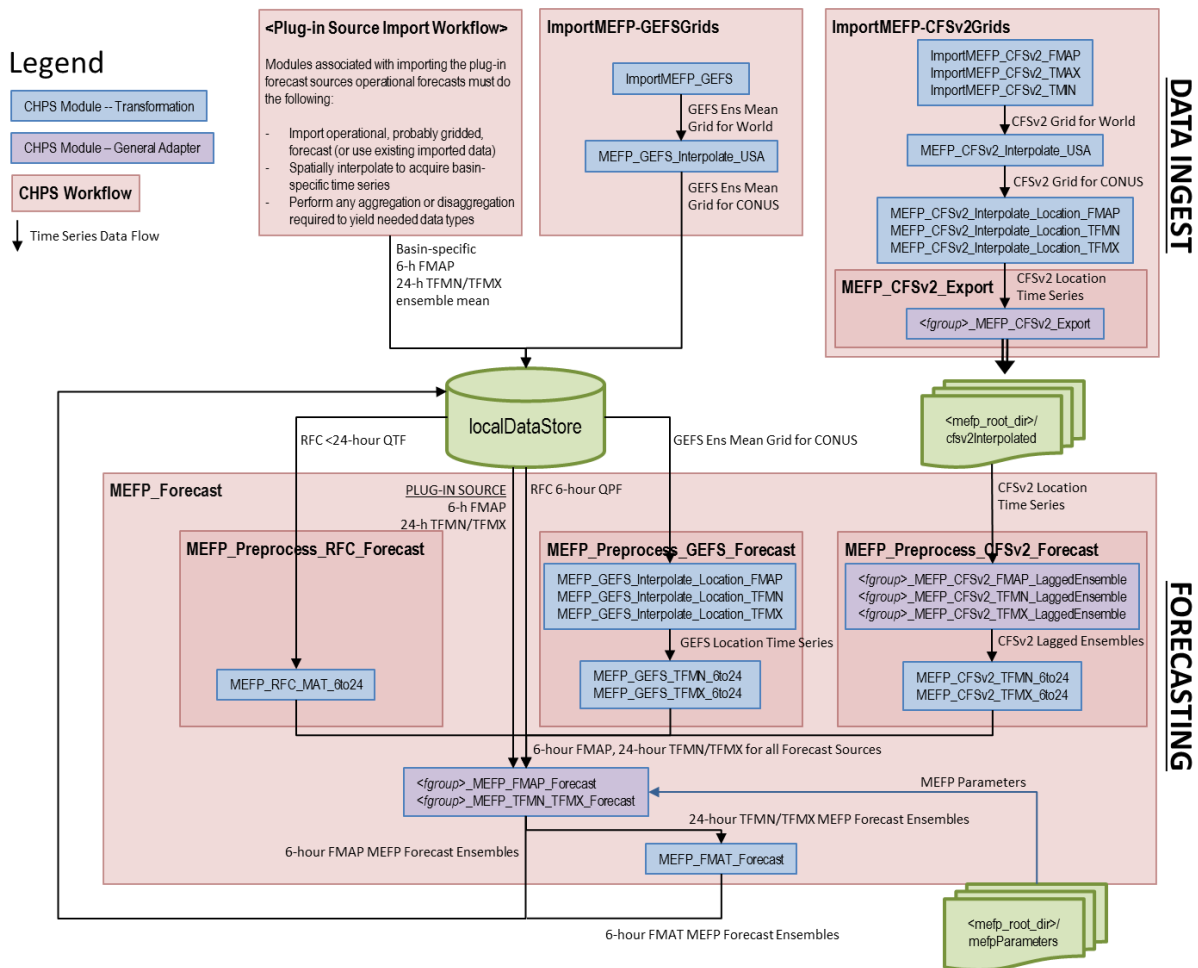 Legend
CHPS Module -- Transformation
CHPS Module – General Adapter
CHPS Workflow
Time Series Data Flow
<Plug-in Source Import Workflow>
Modules associated with importing the plug-in
forecast sources operational forecasts must do
the following:
- Import operational, probably gridded,
forecast (or use existing imported data)
- Spatially interpolate to acquire basin-
specific time series
- Perform any aggregation or disaggregation
required to yield needed data types
Basin-specific
6-h FMAP
24-h TFMN/TFMX
ensemble mean
ImportMEFP-GEFSGrids
ImportMEFP_GEFS
GEFS Ens Mean
Grid for World
MEFP_GEFS_Interpolate_USA
GEFS Ens Mean
Grid for CONUS
ImportMEFP-CFSv2Grids
ImportMEFP_CFSv2_FMAP
ImportMEFP_CFSv2_TMAX
ImportMEFP_CFSv2_TMIN
CFSv2 Grid for World
MEFP_CFSv2_Interpolate_USA
CFSv2 Grid for CONUS
MEFP_CFSv2_Interpolate_Location_FMAP
MEFP_CFSv2_Interpolate_Location_TFMN
MEFP_CFSv2_Interpolate_Location_TFMX
CFSv2 Location
Time Series
MEFP_CFSv2_Export
<fgroup>_MEFP_CFSv2_Export
DATA INGEST
localDataStore
<mefp_root_dir>/
cfsv2Interpolated
RFC <24-hour QTF
GEFS Ens Mean Grid for CONUS
MEFP_Forecast
PLUG-IN SOURCE
6-h FMAP
24-h TFMN/TFMX
RFC 6-hour QPF
CFSv2 Location
Time Series
MEFP_Preprocess_RFC_Forecast
MEFP_RFC_MAT_6to24
MEFP_Preprocess_GEFS_Forecast
MEFP_GEFS_Interpolate_Location_FMAP
MEFP_GEFS_Interpolate_Location_TFMN
MEFP_GEFS_Interpolate_Location_TFMX
GEFS Location Time Series
MEFP_GEFS_TFMN_6to24
MEFP_GEFS_TFMX_6to24
MEFP_Preprocess_CFSv2_Forecast
<fgroup>_MEFP_CFSv2_FMAP_LaggedEnsemble
<fgroup>_MEFP_CFSv2_TFMN_LaggedEnsemble
<fgroup>_MEFP_CFSv2_TFMX_LaggedEnsemble
CFSv2 Lagged Ensembles
MEFP_CFSv2_TFMN_6to24
MEFP_CFSv2_TFMX_6to24
FORECASTING
6-hour FMAP, 24-hour TFMN/TFMX for all Forecast Sources
<fgroup>_MEFP_FMAP_Forecast
<fgroup>_MEFP_TFMN_TFMX_Forecast
MEFP Parameters
24-hour TFMN/TFMX MEFP Forecast Ensembles
6-hour FMAP MEFP Forecast Ensembles
MEFP_FMAT_Forecast
6-hour FMAT MEFP Forecast Ensembles
<mefp_root_dir>/
mefpParameters